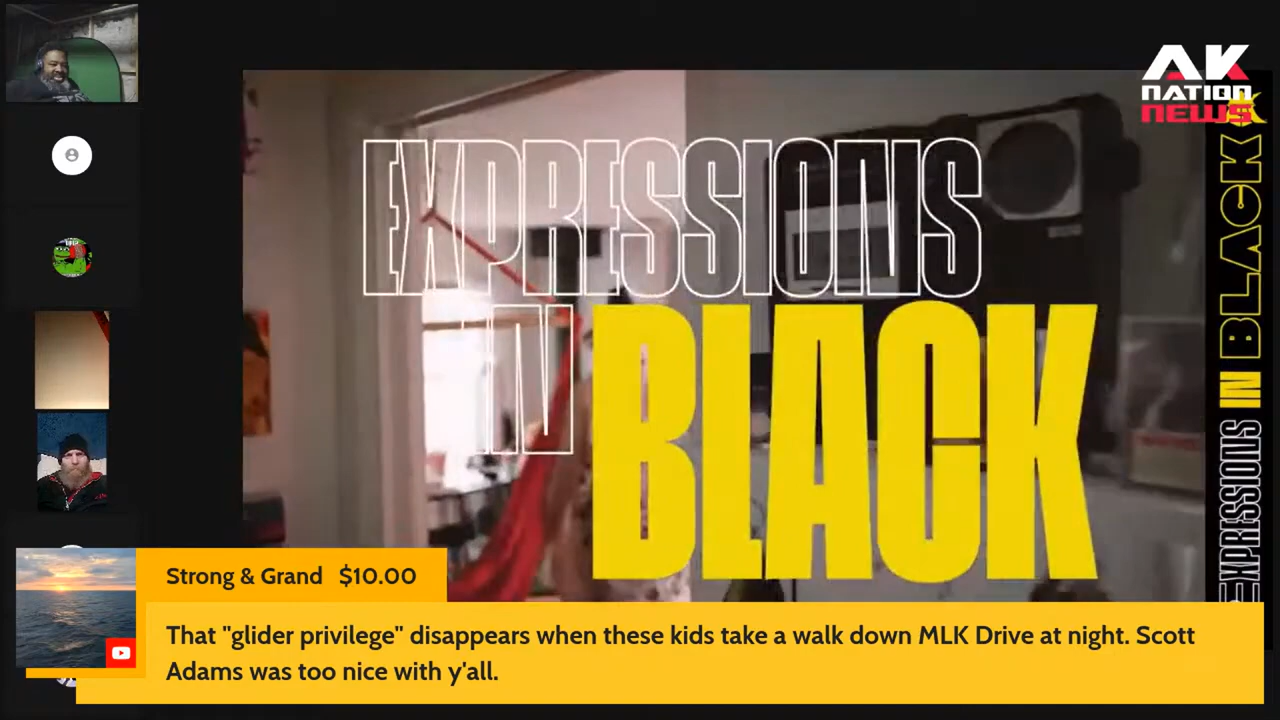 AK
NATION
NEWS
EXPRESSIONS
IN BLACK
EXPRESSIONS IN BLACK
Strong & Grand $10.00
That "glider privilege" disappears when these kids take a walk down MLK Drive at night. Scott
Adams was too nice with y'all.